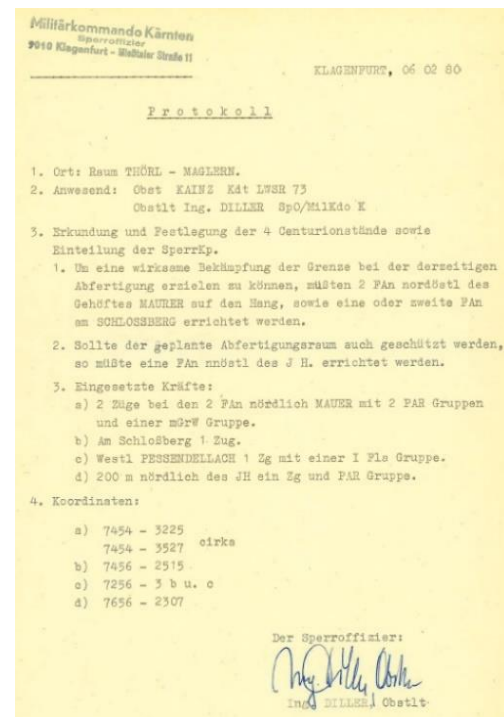 Militärkommando Kärnten
Sperroffizier
9010 Klagenfurt - Mießtaler Straße 11
KLAGENFURT, 06 02 80
Protokoll
1. Ort: Raum THÖRL - MAGLERN.
2. Anwesend: Obst KAINZ Kdt LWSR 73
Obstlt Ing. DILLER SpO/MilKdo K
3. Erkundung und Festlegung der 4 Centurionstände sowie
Einteilung der SperrKp.
1. Um eine wirksame Bekämpfung der Grenze bei der derzeitigen
Abfertigung erzielen zu können, müßten 2 FAn nordöstl des
Gehöftes MAURER auf den Hang, sowie eine oder zweite FAn
am SCHLOSSBERG errichtet werden.
2. Sollte der geplante Abfertigungsraum auch geschützt werden,
so müßte eine FAn nnöstl des J H. errichtet werden.
3. Eingesetzte Kräfte:
a) 2 Züge bei den 2 FAn nördlich MAUER mit 2 PAR Gruppen
und einer mGrW Gruppe.
b) Am Schloßberg 1 Zug.
c) Westl PESSENDELLACH 1 Zg mit einer I Fls Gruppe.
d) 200 m nördlich des JH ein Zg und PAR Gruppe.
4. Koordinaten:
a) 7454 - 3225
7454 - 3527 cirka
b) 7456 - 2515
c) 7256 - 3 b u. c
d) 7656 - 2307
Der Sperroffizier:
Ing. Diller Obstlt
Ing. DILLER, Obstlt